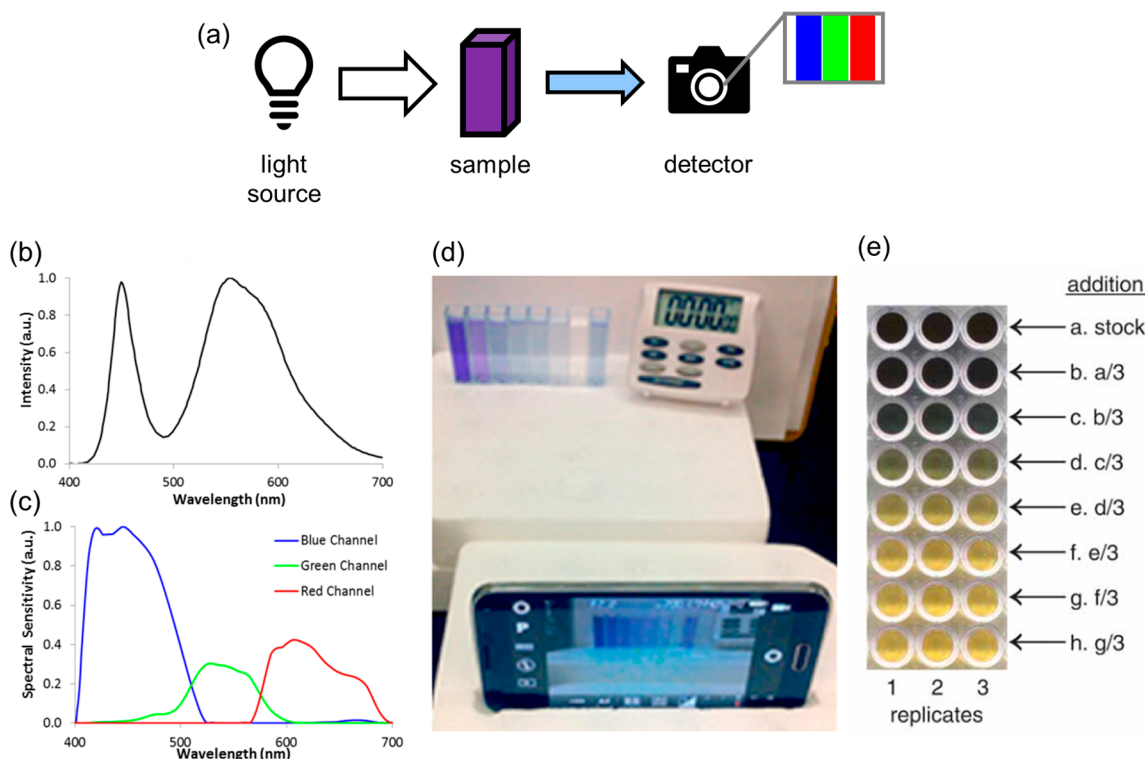 (a)
light
source
sample
detector
(b)
Intensity (a.u.)
1.0
0.8
0.6
0.4
0.2
0.0
400
500
600
700
Wavelength (nm)
(c)
Spectral Sensitivity (a.u.)
1.0
0.8
0.6
0.4
0.2
0.0
Blue Channel
Green Channel
Red Channel
400
500
600
700
Wavelength (nm)
(d)
00:00
P
(e)
addition
a. stock
b. a/3
c. b/3
d. c/3
e. d/3
f. e/3
g. f/3
h. g/3
1 2 3
replicates